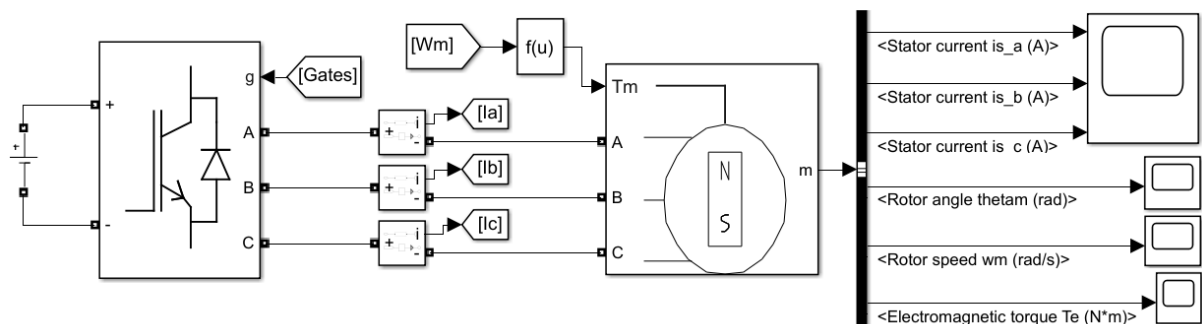 [Wm]
f(u)
<Stator current is_a (A)>
g
[Gates]
Tm
+
<Stator current is_b (A)>
A
+
i
-
[Ia]
A
<Stator current is_c (A)>
+
B
+
i
-
[Ib]
B
N
S
m
<Rotor angle thetam (rad)>
-
C
+
i
-
[Ic]
C
<Rotor speed wm (rad/s)>
<Electromagnetic torque Te (N*m)>